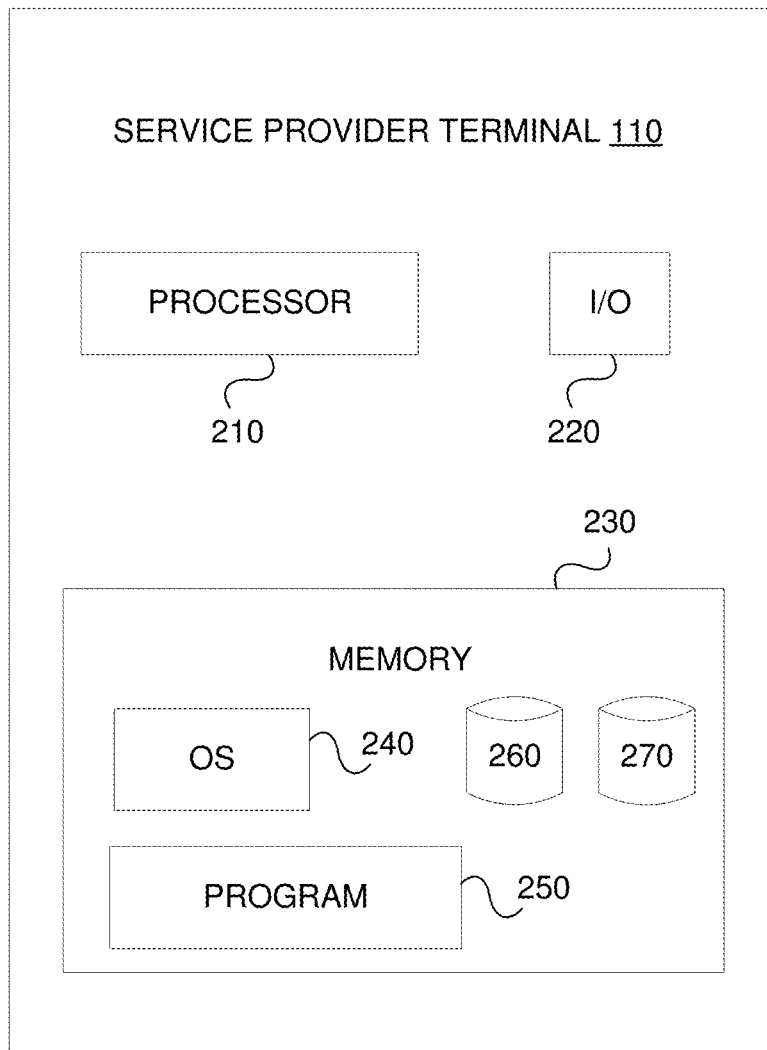 SERVICE PROVIDER TERMINAL 110
PROCESSOR
I/O
210
220
230
MEMORY
OS
240
260
270
PROGRAM
250